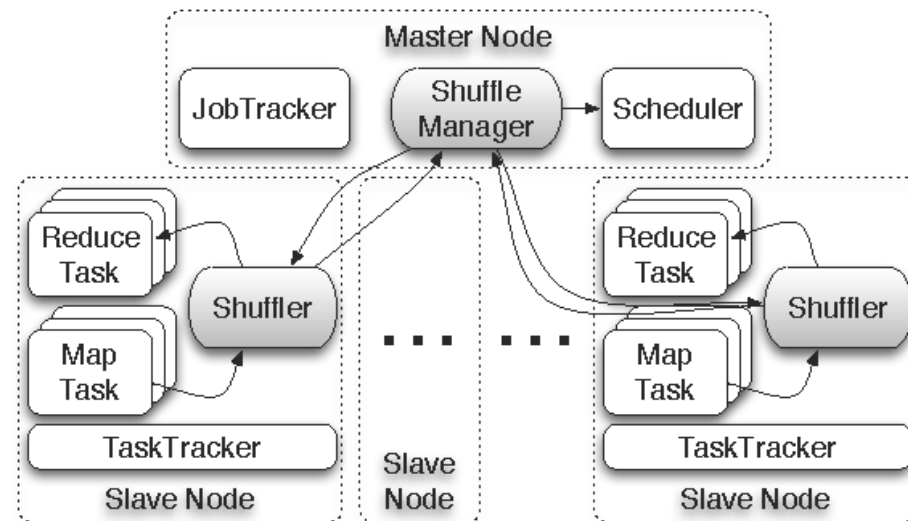 Master Node
JobTracker
Shuffle
Manager
Scheduler
Reduce
Task
Shuffler
Map
Task
TaskTracker
Slave Node
Slave
Node
Reduce
Task
Shuffler
Map
Task
TaskTracker
Slave Node